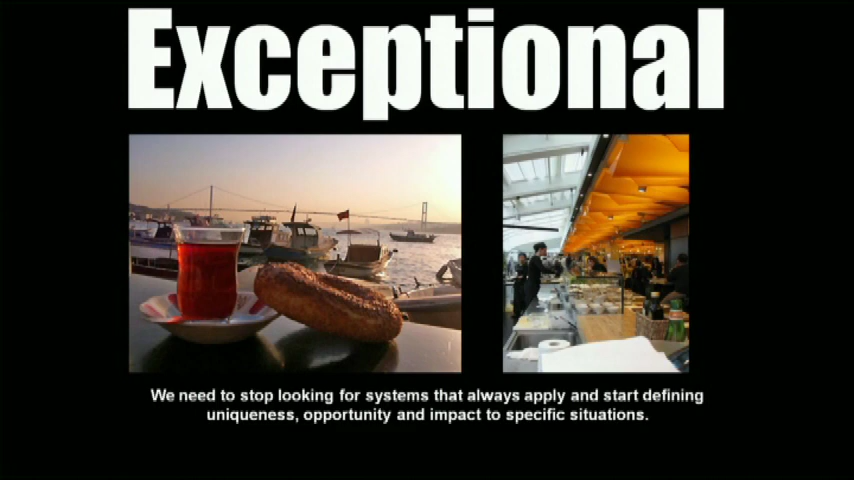 Exceptional
We need to stop looking for systems that always apply and start defining
uniqueness, opportunity and impact to specific situations.